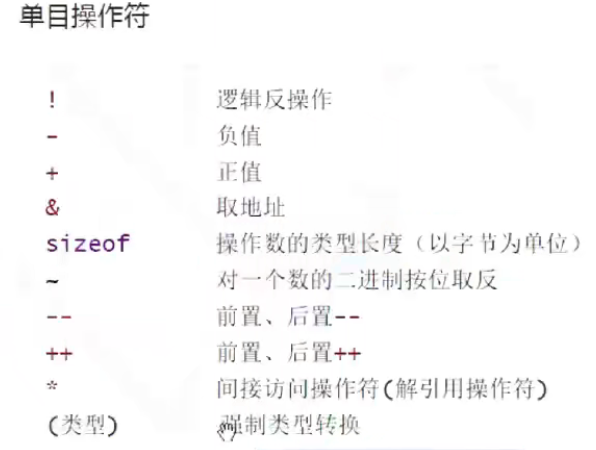 单目操作符
! 逻辑反操作
- 负值
+ 正值
& 取地址
sizeof 操作数的类型长度（以字节为单位）
~ 对一个数的二进制按位取反
-- 前置、后置--
++ 前置、后置++
* 间接访问操作符(解引用操作符)
(类型) 强制类型转换